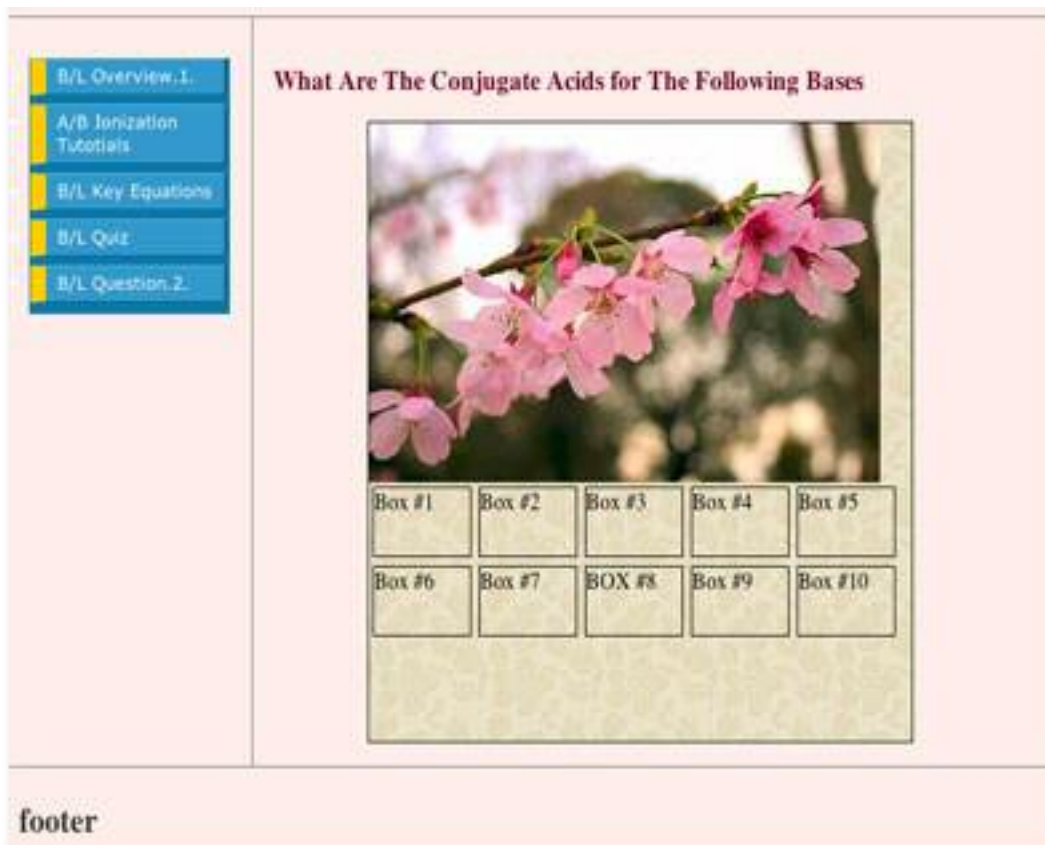 B/L Overview.1.
A/B Ionization
Tutotials
B/L Key Equations
B/L Quiz
B/L Question.2.
What Are The Conjugate Acids for The Following Bases
Box #1 Box #2 Box #3 Box #4 Box #5
Box #6 Box #7 BOX #8 Box #9 Box #10
footer